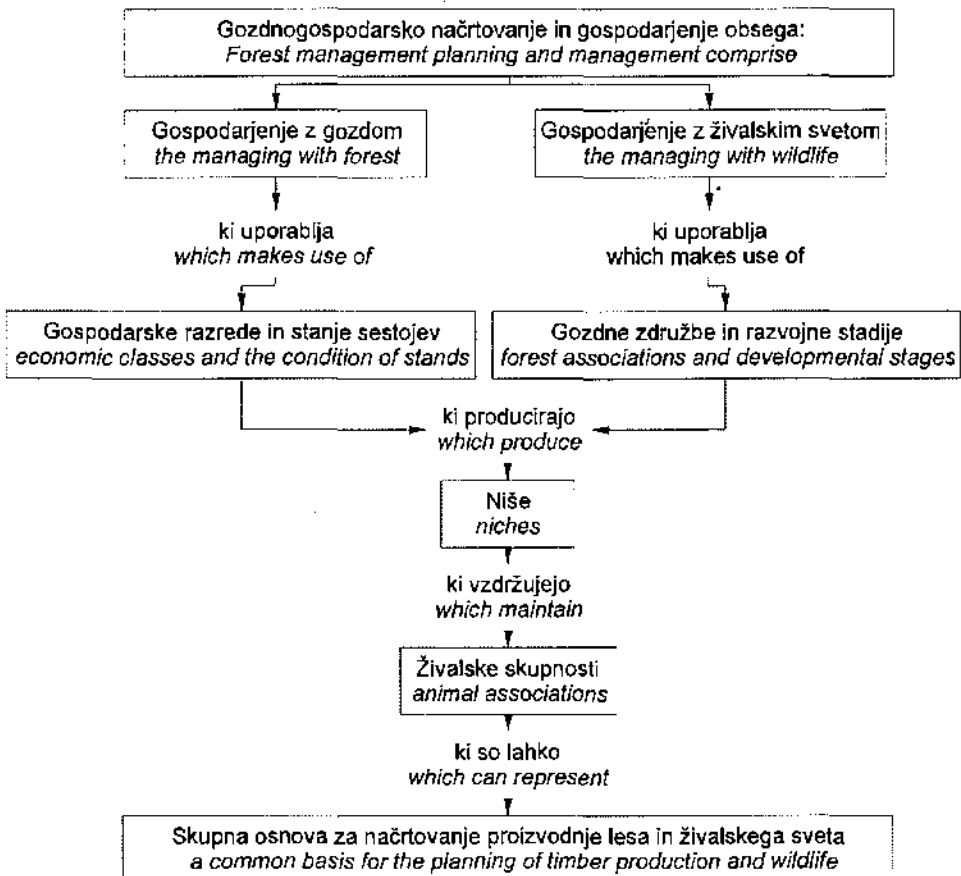 Gozdnogospodarsko načrtovanje in gospodarjenje obsega:
Forest management planning and management comprise
Gospodarjenje z gozdom
the managing with forest
Gospodarjenje z živalskim svetom
the managing with wildlife
ki uporablja
which makes use of
ki uporablja
which makes use of
Gospodarske razrede in stanje sestojev
economic classes and the condition of stands
Gozdne združbe in razvojne stadije
forest associations and developmental stages
ki producirajo
which produce
Niše
niches
ki vzdržujejo
which maintain
Živalske skupnosti
animal associations
ki so lahko
which can represent
Skupna osnova za načrtovanje proizvodnje lesa in živalskega sveta
a common basis for the planning of timber production and wildlife